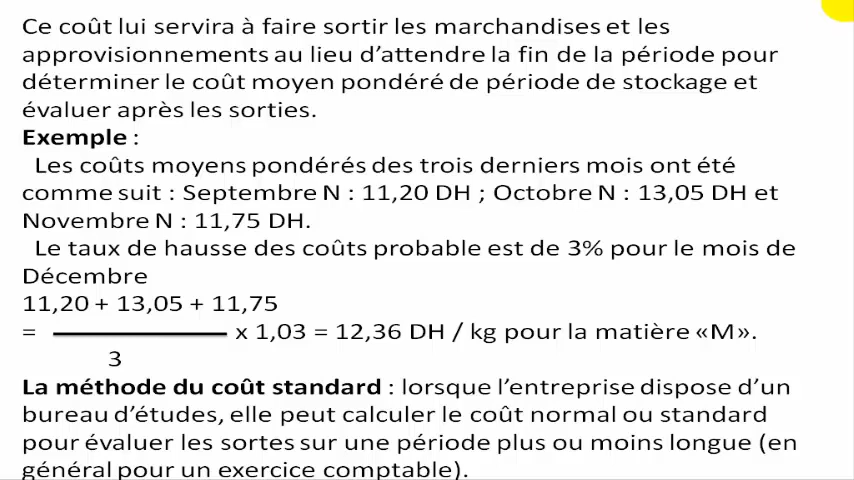 Ce coût lui servira à faire sortir les marchandises et les
approvisionnements au lieu d’attendre la fin de la période pour
déterminer le coût moyen pondéré de période de stockage et
évaluer après les sorties.
Exemple :
Les coûts moyens pondérés des trois derniers mois ont été
comme suit : Septembre N : 11,20 DH ; Octobre N : 13,05 DH et
Novembre N : 11,75 DH.
Le taux de hausse des coûts probable est de 3% pour le mois de
Décembre
11,20 + 13,05 + 11,75
= x 1,03 = 12,36 DH / kg pour la matière «M».
3
La méthode du coût standard : lorsque l’entreprise dispose d’un
bureau d’études, elle peut calculer le coût normal ou standard
pour évaluer les sortes sur une période plus ou moins longue (en
général pour un exercice comptable).